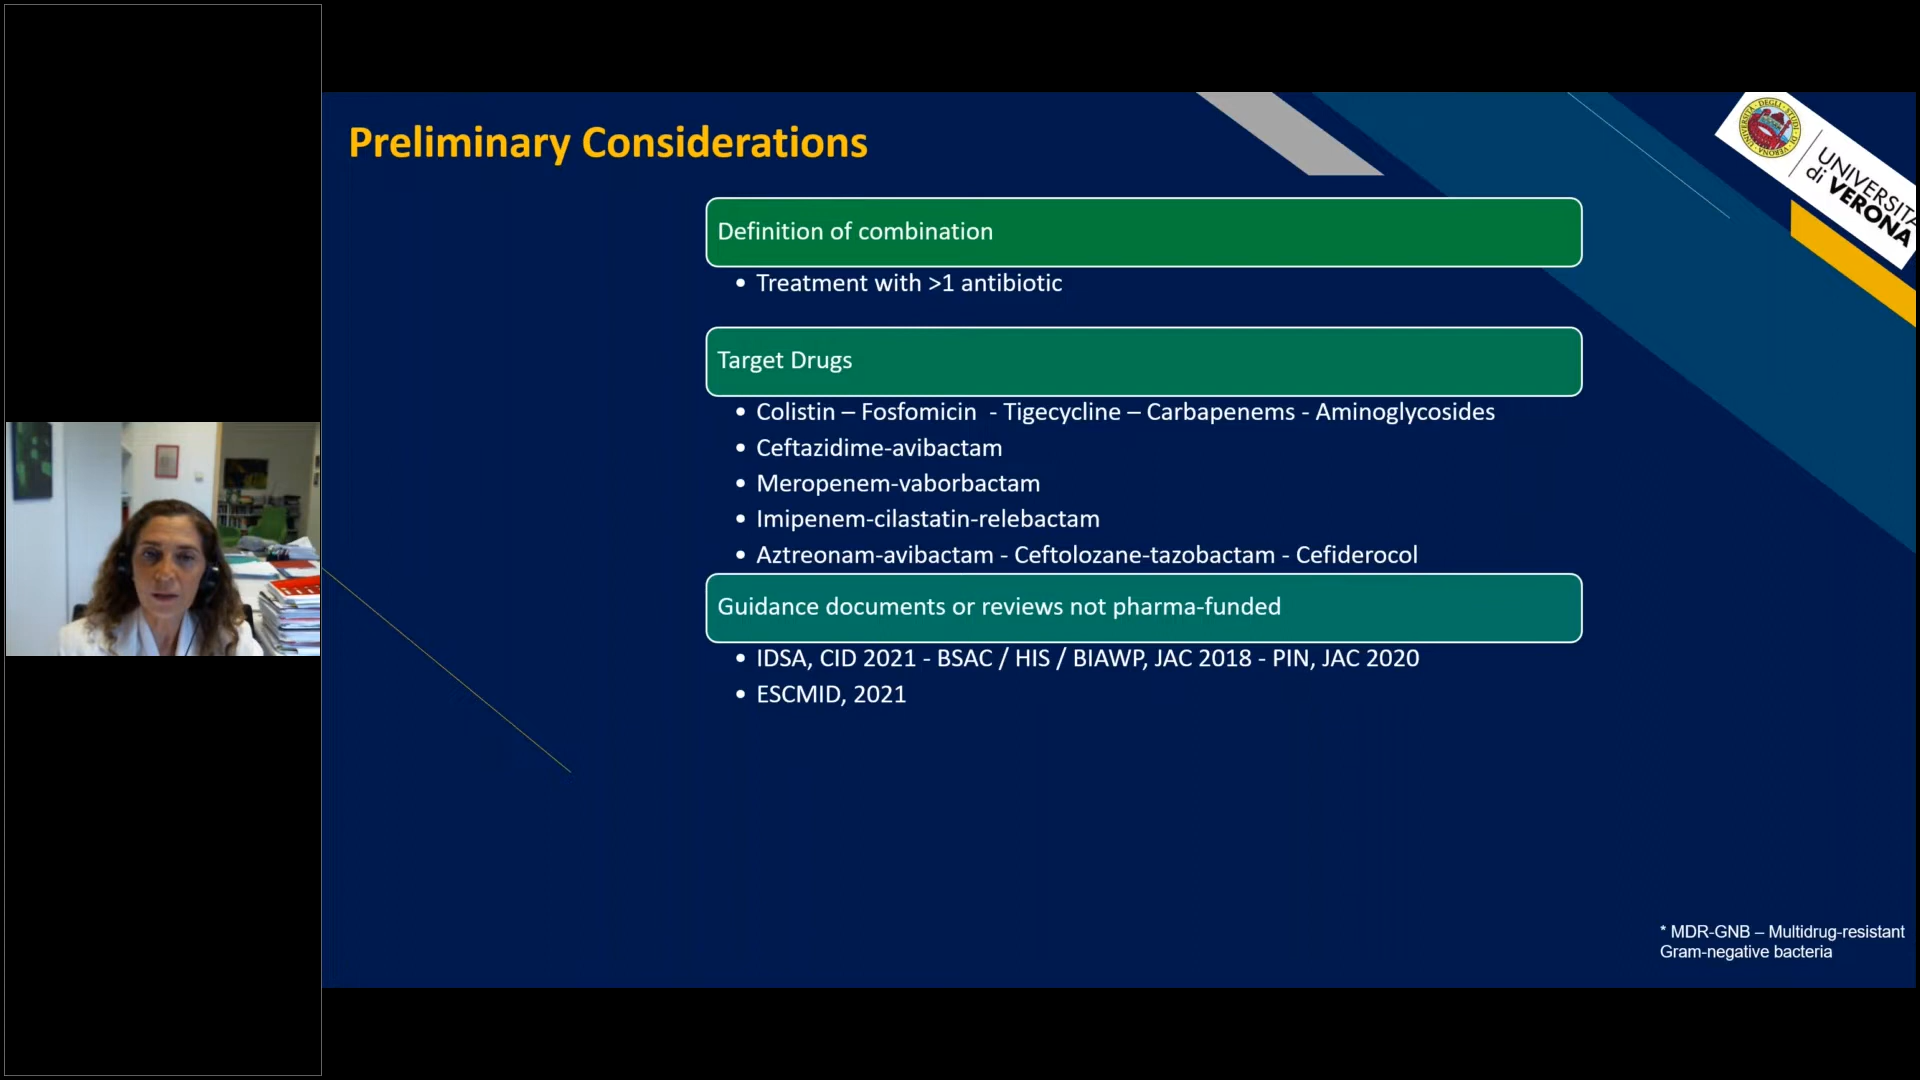 Preliminary Considerations
UNIVERSITÀ
di VERONA
Definition of combination
• Treatment with >1 antibiotic
Target Drugs
• Colistin – Fosfomicin - Tigecycline – Carbapenems - Aminoglycosides
• Ceftazidime-avibactam
• Meropenem-vaborbactam
• Imipenem-cilastatin-relebactam
• Aztreonam-avibactam - Ceftolozane-tazobactam - Cefiderocol
Guidance documents or reviews not pharma-funded
• IDSA, CID 2021 - BSAC / HIS / BIAWP, JAC 2018 - PIN, JAC 2020
• ESCMID, 2021
* MDR-GNB – Multidrug-resistant
Gram-negative bacteria